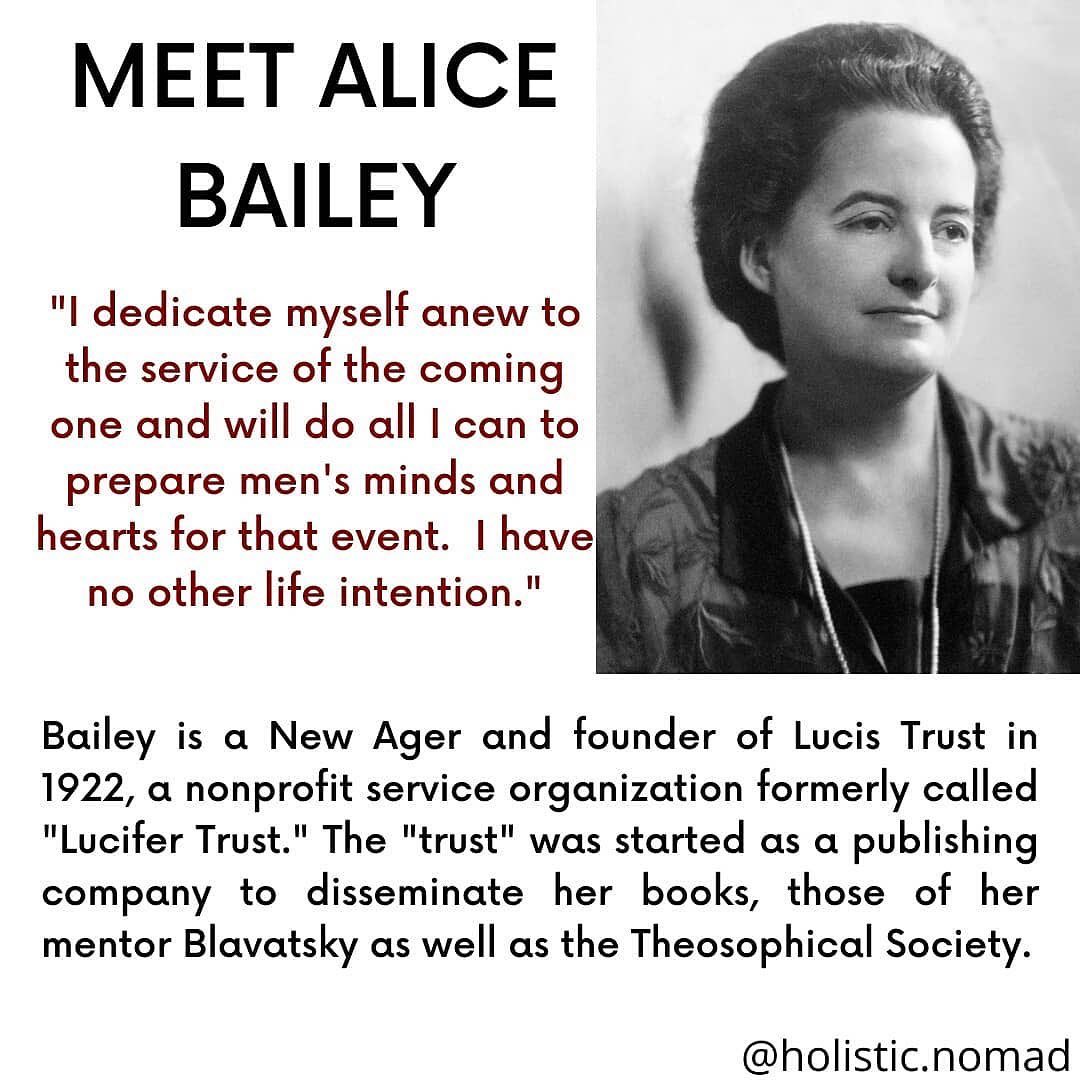 MEET ALICE
BAILEY
"I dedicate myself anew to
the service of the coming
one and will do all I can to
prepare men's minds and
hearts for that event.  I have
no other life intention."
Bailey is a New Ager and founder of Lucis Trust in
1922, a nonprofit service organization formerly called
"Lucifer Trust." The "trust" was started as a publishing
company to disseminate her books, those of her
mentor Blavatsky as well as the Theosophical Society.
@holistic.nomad